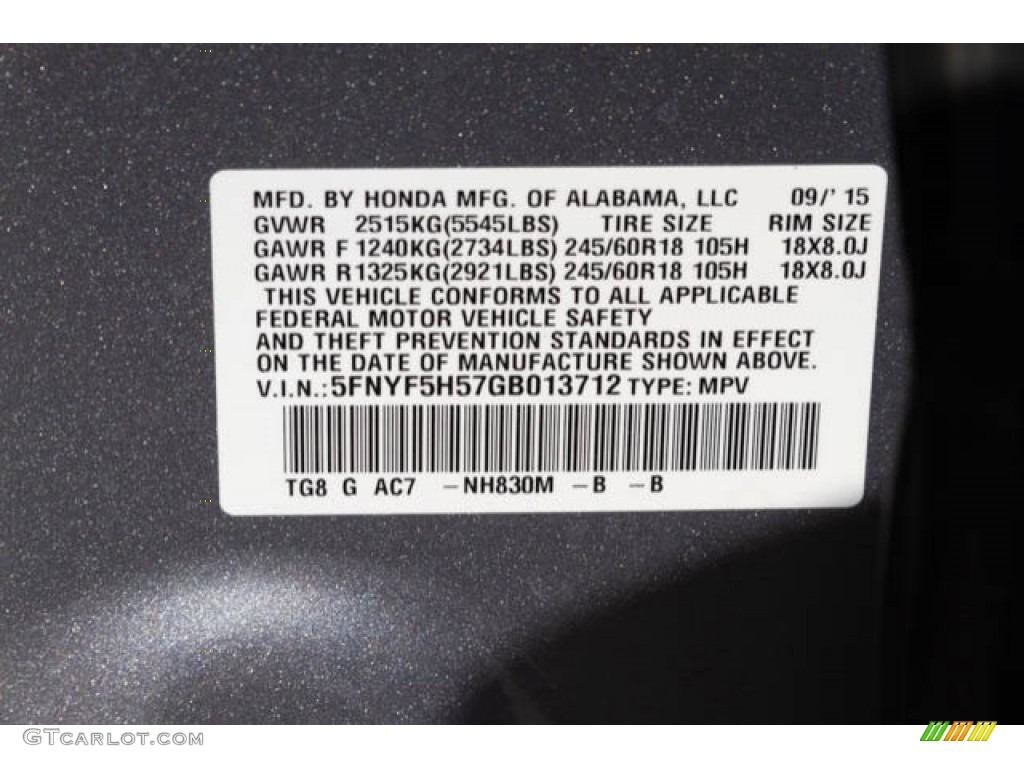 MFD. BY HONDA MFG. OF ALABAMA, LLC 09/' 15
GVWR 2515KG(5545LBS) TIRE SIZE RIM SIZE
GAWR F 1240KG(2734LBS) 245/60R18 105H 18X8.0J
GAWR R1325KG(2921LBS) 245/60R18 105H 18X8.0J
THIS VEHICLE CONFORMS TO ALL APPLICABLE
FEDERAL MOTOR VEHICLE SAFETY
AND THEFT PREVENTION STANDARDS IN EFFECT
ON THE DATE OF MANUFACTURE SHOWN ABOVE.
V.I.N.: 5FNYF5H57GB013712 TYPE: MPV
TG8 G AC7 -NH830M -B -B
GTCARLOT.COM